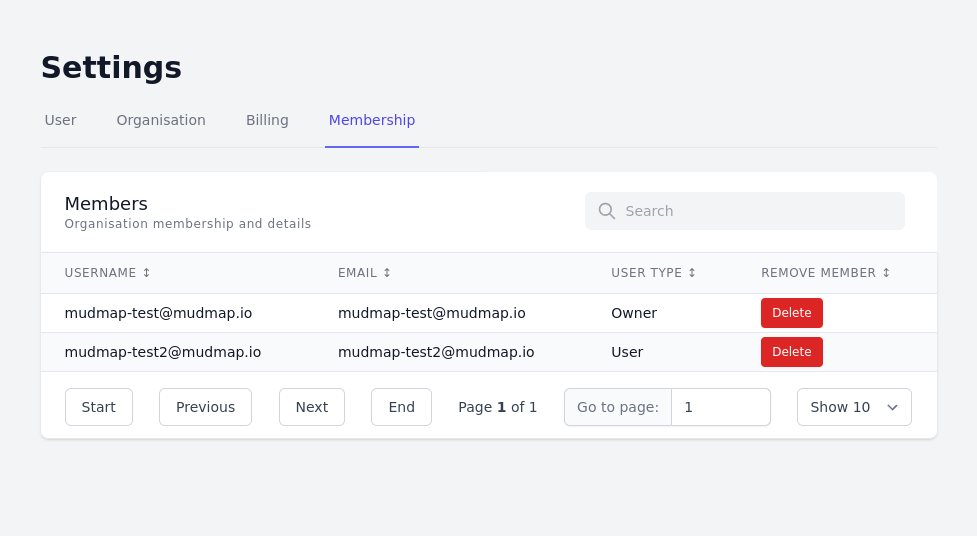 Settings
User Organisation Billing Membership
Members
Organisation membership and details
Search
USERNAME ↕ EMAIL ↕ USER TYPE ↕ REMOVE MEMBER ↕
mudmap-test@mudmap.io mudmap-test@mudmap.io Owner Delete
mudmap-test2@mudmap.io mudmap-test2@mudmap.io User Delete
Start Previous Next End Page 1 of 1 Go to page: 1 Show 10